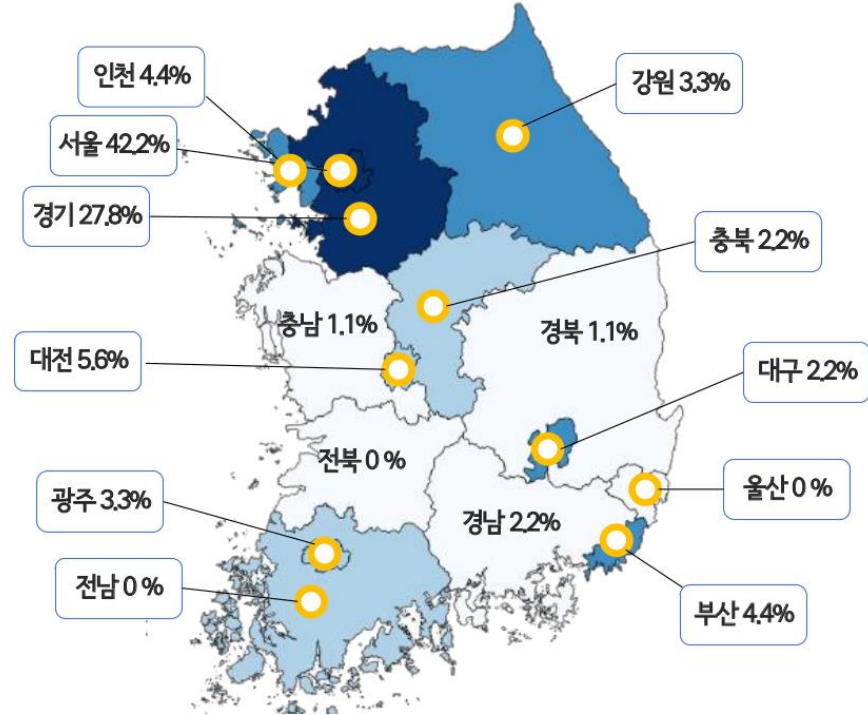 인천 4.4%
강원 3.3%
서울 42.2%
경기 27.8%
충북 2.2%
충남 1.1%
경북 1.1%
대전 5.6%
대구 2.2%
전북 0 %
울산 0 %
광주 3.3%
경남 2.2%
전남 0 %
부산 4.4%